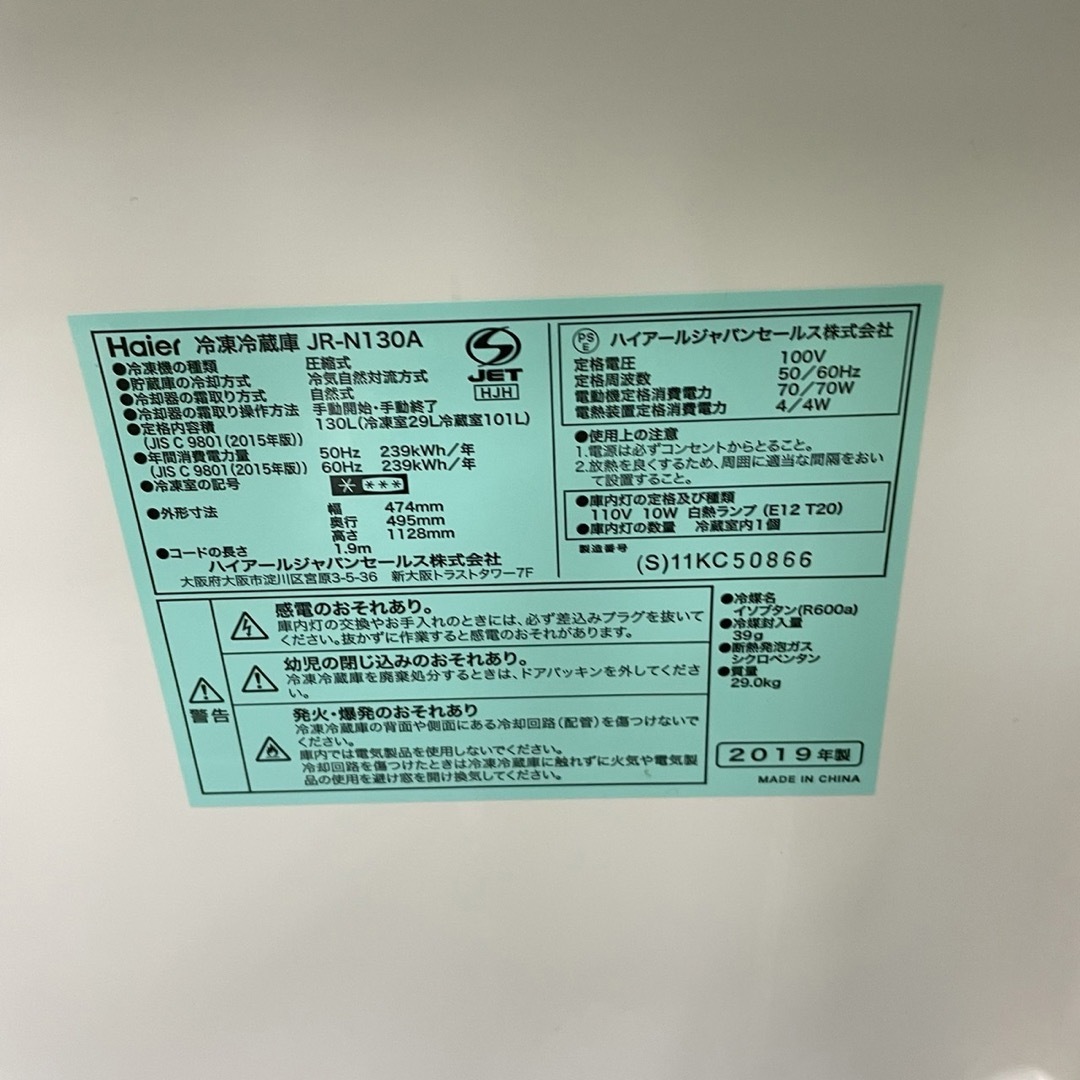 Haier 冷凍冷蔵庫 JR-N130A
●冷凍機の種類 圧縮式
●貯蔵庫の冷却方式 冷気自然対流方式
●冷却器の霜取り方式 自然式
●冷却器の霜取り操作方法 手動開始・手動終了
●定格内容積 130L(冷凍室29L冷蔵室101L)
(JIS C 9801(2015年版))
●年間消費電力量 50Hz 239kWh/年
(JIS C 9801(2015年版)) 60Hz 239kWh/年
●冷凍室の記号 * ***
●外形寸法 幅 474mm
奥行 495mm
高さ 1128mm
●コードの長さ 1.9m
ハイアールジャパンセールス株式会社
大阪府大阪市淀川区宮原3-5-36 新大阪トラストタワー7F
S
JET
HJH
PS
E
ハイアールジャパンセールス株式会社
定格電圧 100V
定格周波数 50/60Hz
電動機定格消費電力 70/70W
電熱装置定格消費電力 4/4W
●使用上の注意
1.電源は必ずコンセントからとること。
2.放熱を良くするため、周囲に適当な間隔をおい
て設置すること。
●庫内灯の定格及び種類
110V 10W 白熱ランプ (E12 T20)
●庫内灯の数量 冷蔵室内1個
製造番号
(S)11KC50866
警告
感電のおそれあり。
庫内灯の交換やお手入れのときには、必ず差込みプラグを抜いて
ください。抜かずに作業すると感電のおそれがあります。
幼児の閉じ込みのおそれあり。
冷凍冷蔵庫を廃棄処分するときは、ドアパッキンを外してくださ
い。
発火・爆発のおそれあり
冷凍冷蔵庫の背面や側面にある冷却回路(配管)を傷つけないで
ください。
庫内では電気製品を使用しないでください。
冷却回路を傷つけたときは冷凍冷蔵庫に触れずに火気や電気製
品の使用を避け窓を開け換気してください。
●冷媒名
イソブタン(R600a)
●冷媒封入量
39g
●断熱発泡ガス
シクロペンタン
●質量
29.0kg
2019年製
MADE IN CHINA